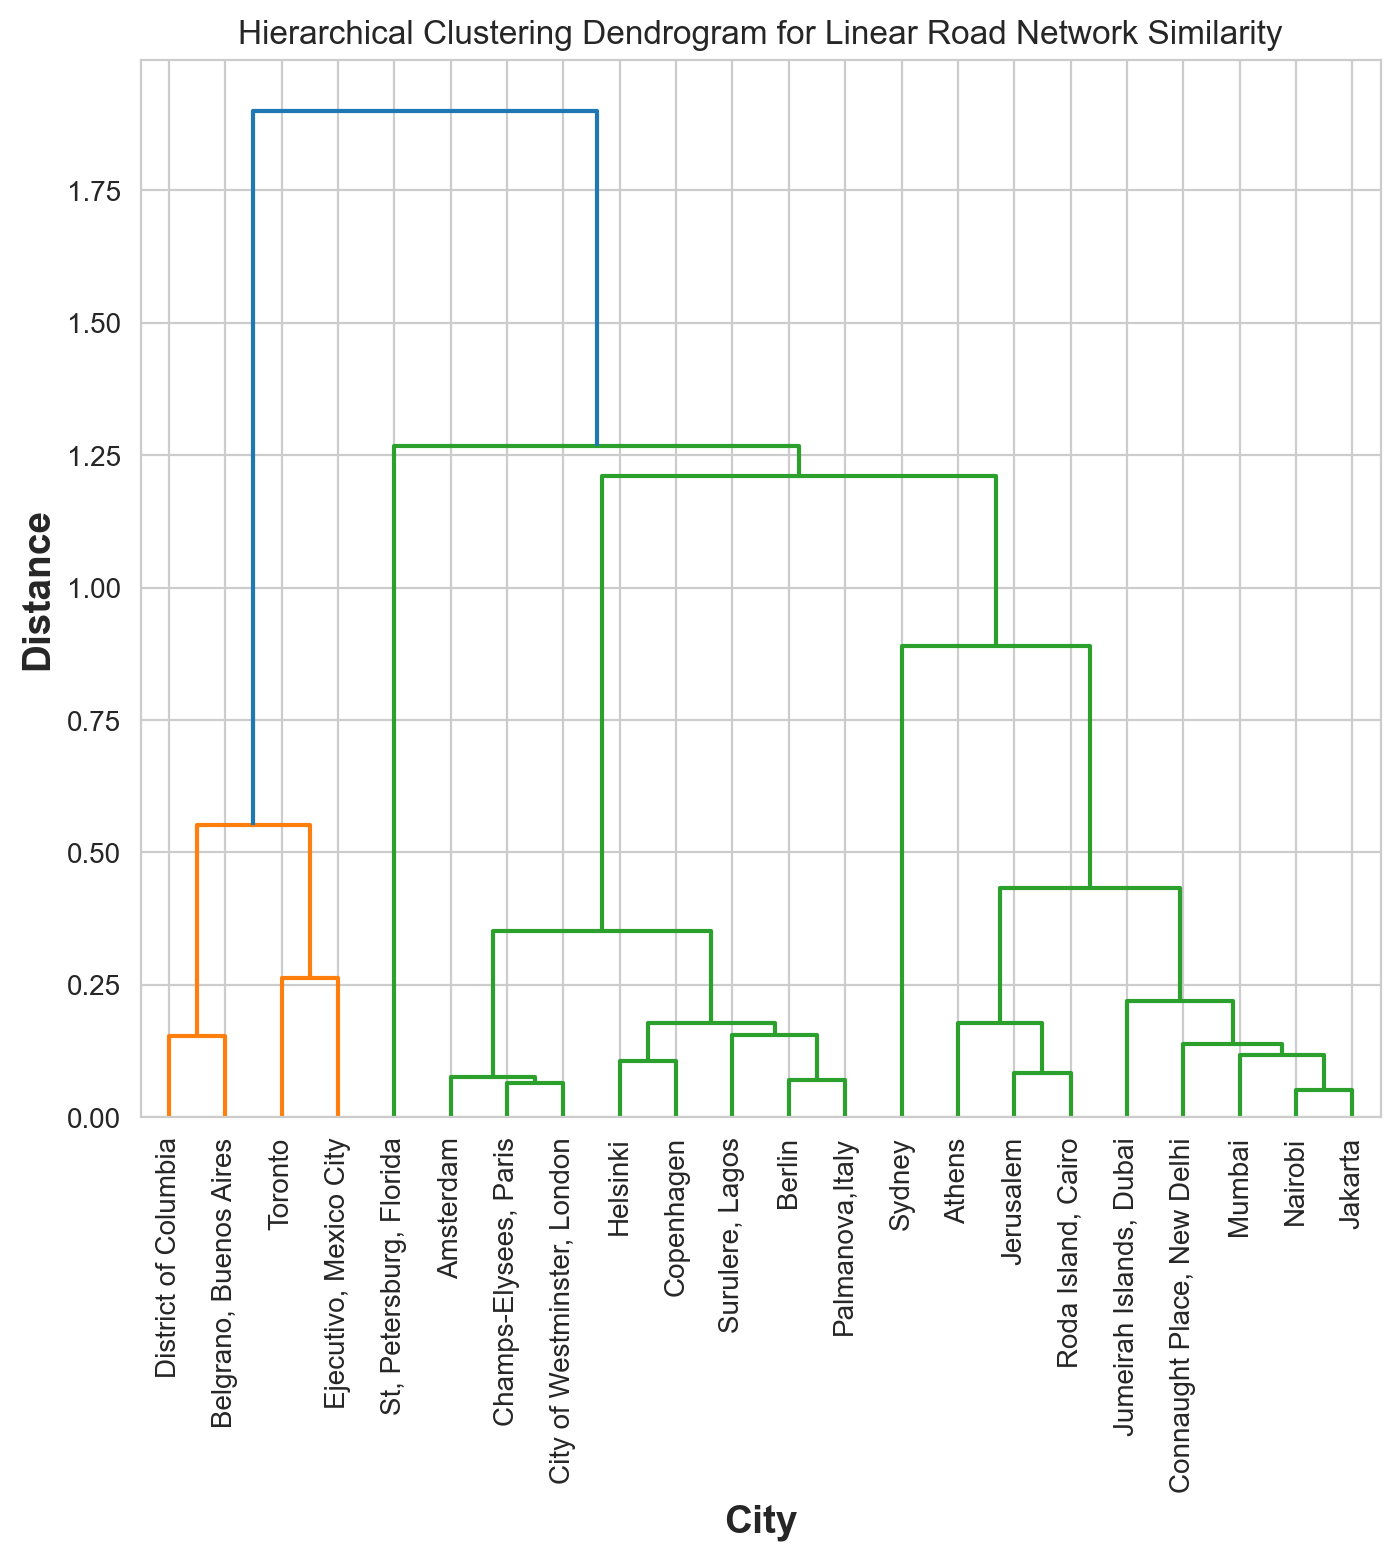 Hierarchical Clustering Dendrogram for Linear Road Network Similarity
1.75
1.50
1.25
1.00
0.75
0.50
0.25
0.00
Distance
District of Columbia
Belgrano, Buenos Aires
Toronto
Ejecutivo, Mexico City
St, Petersburg, Florida
Amsterdam
Champs-Elysees, Paris
City of Westminster, London
Helsinki
Copenhagen
Surulere, Lagos
Berlin
Palmanova,Italy
Sydney
Athens
Jerusalem
Roda Island, Cairo
Jumeirah Islands, Dubai
Connaught Place, New Delhi
Mumbai
Nairobi
Jakarta
City